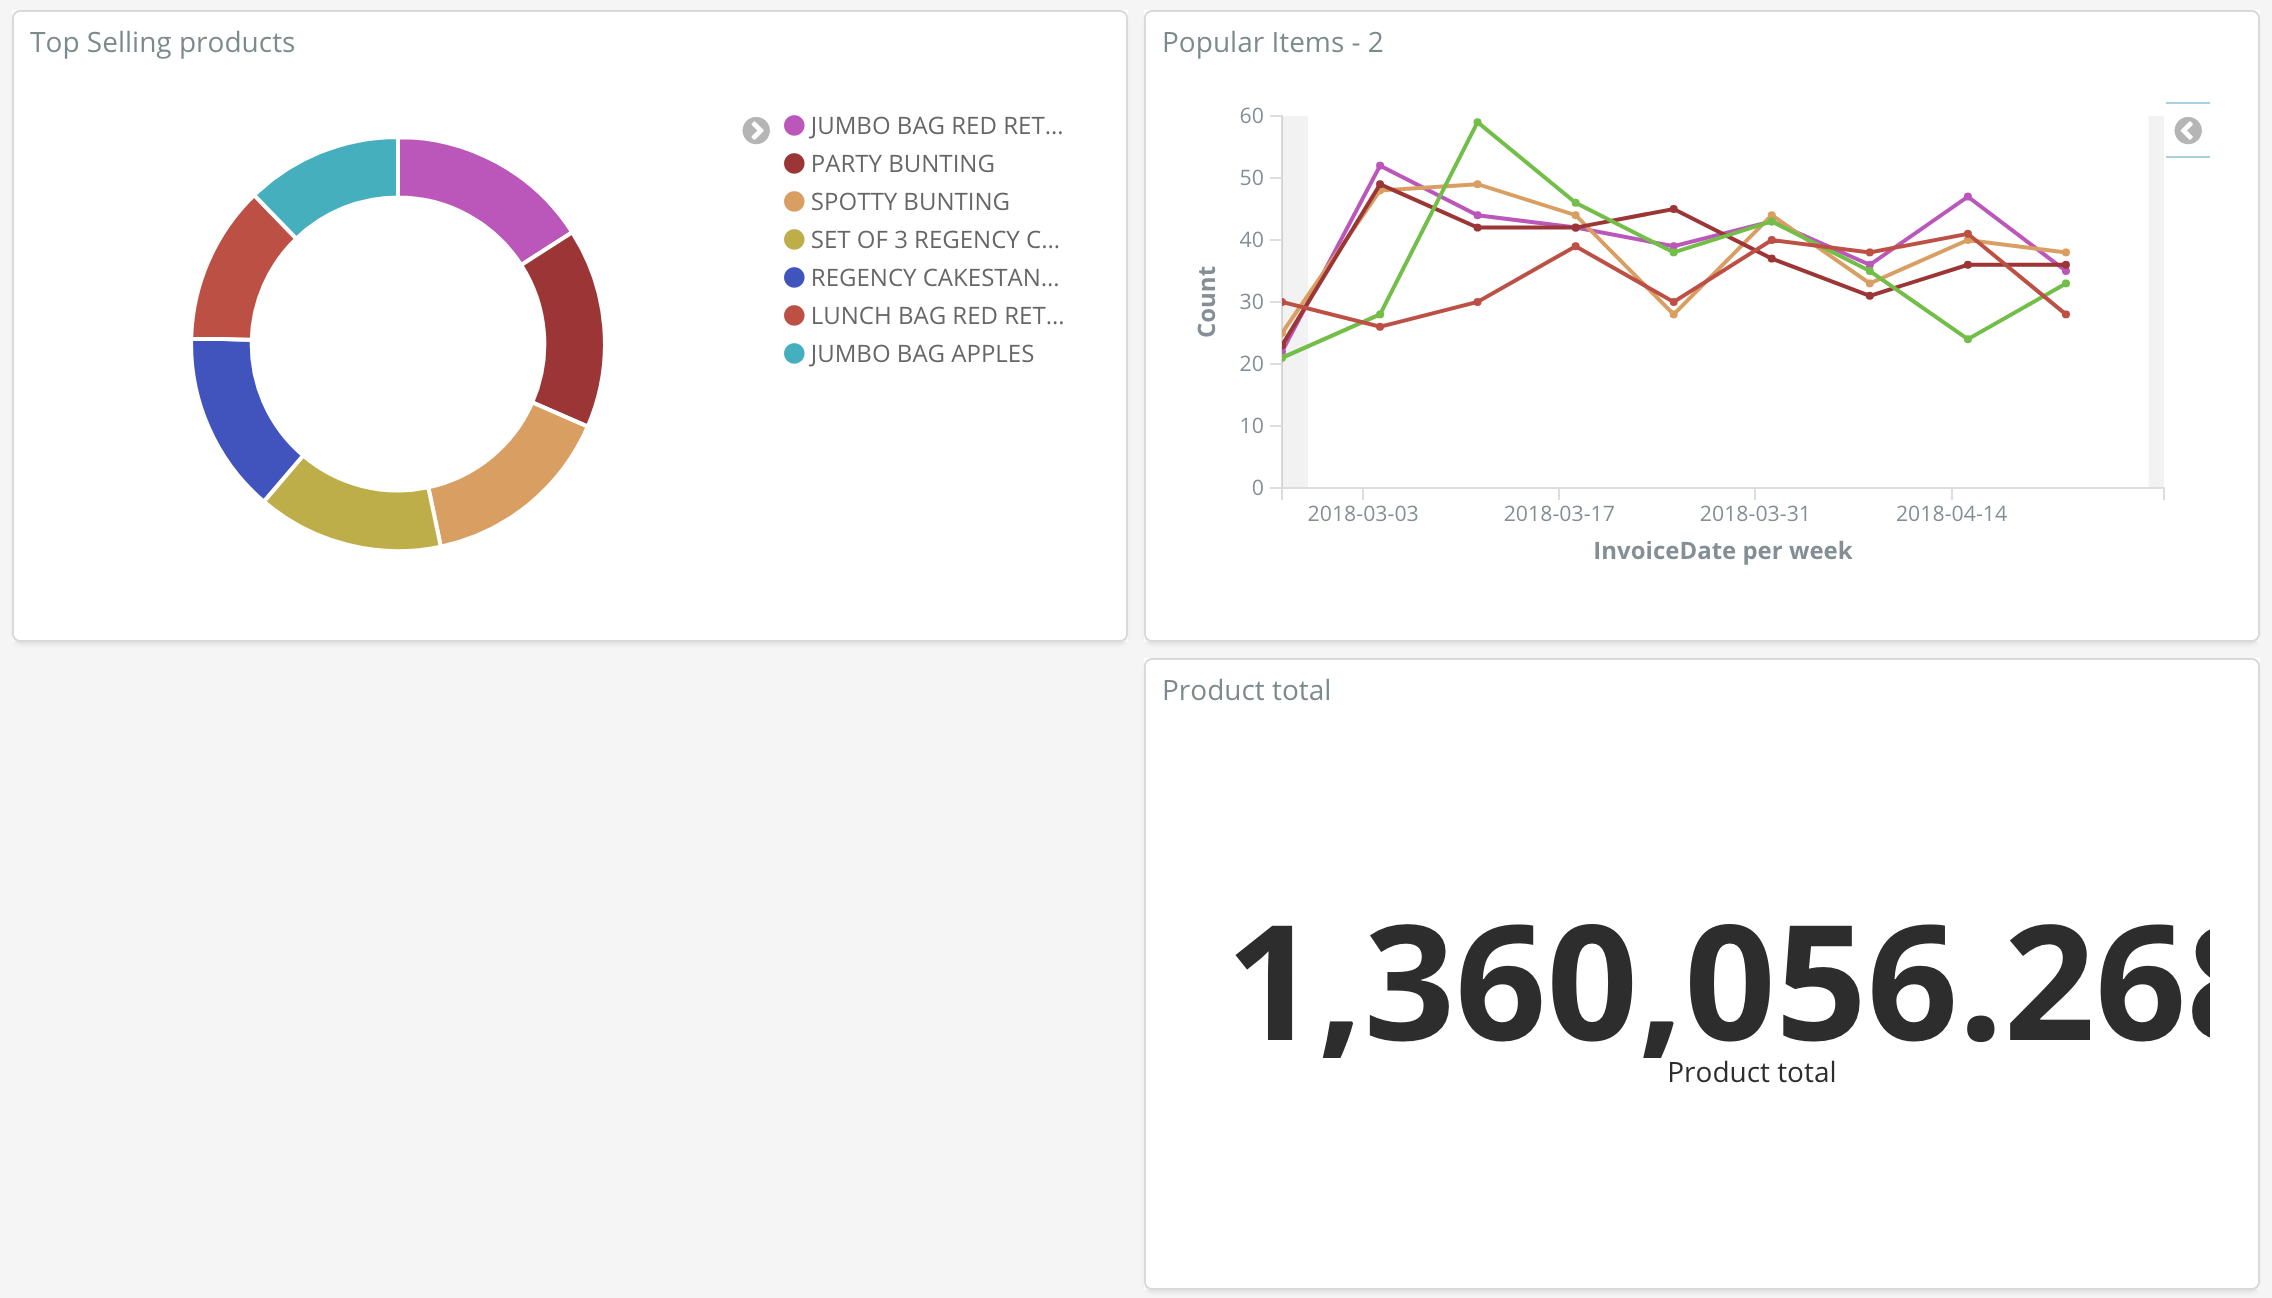 Top Selling products
JUMBO BAG RED RET...
PARTY BUNTING
SPOTTY BUNTING
SET OF 3 REGENCY C...
REGENCY CAKESTAN...
LUNCH BAG RED RET...
JUMBO BAG APPLES
Popular Items - 2
60
50
40
30
20
10
0
Count
2018-03-03 2018-03-17 2018-03-31 2018-04-14
InvoiceDate per week
Product total
1,360,056.268
Product total